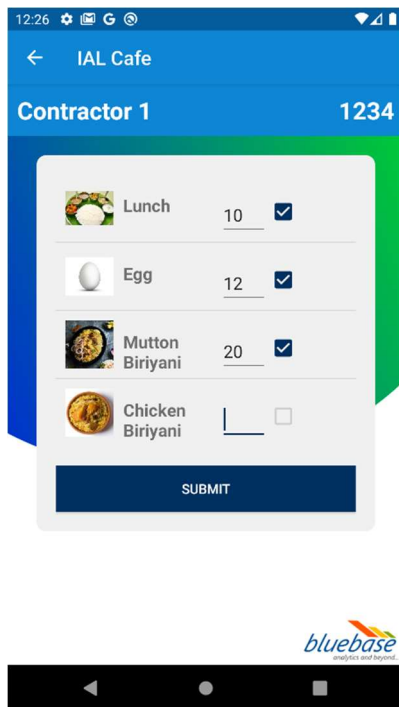 12:26
IAL Cafe
Contractor 1 1234
Lunch 10
Egg 12
Mutton
Biriyani 20
Chicken
Biriyani
SUBMIT
bluebase
analytics and beyond..